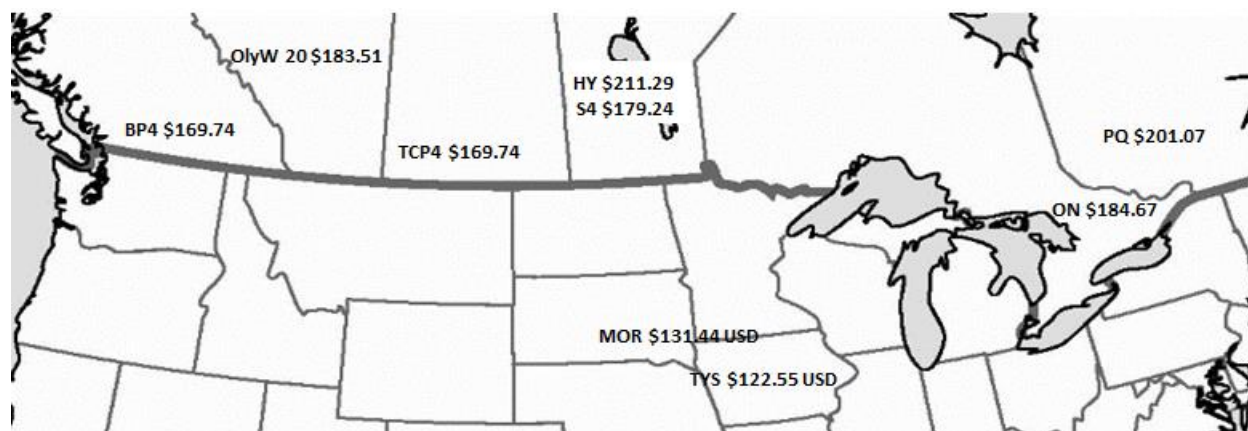 OlyW 20 $183.51
HY $211.29
S4 $179.24
BP4 $169.74
TCP4 $169.74
PQ $201.07
ON $184.67
MOR $131.44 USD
TYS $122.55 USD